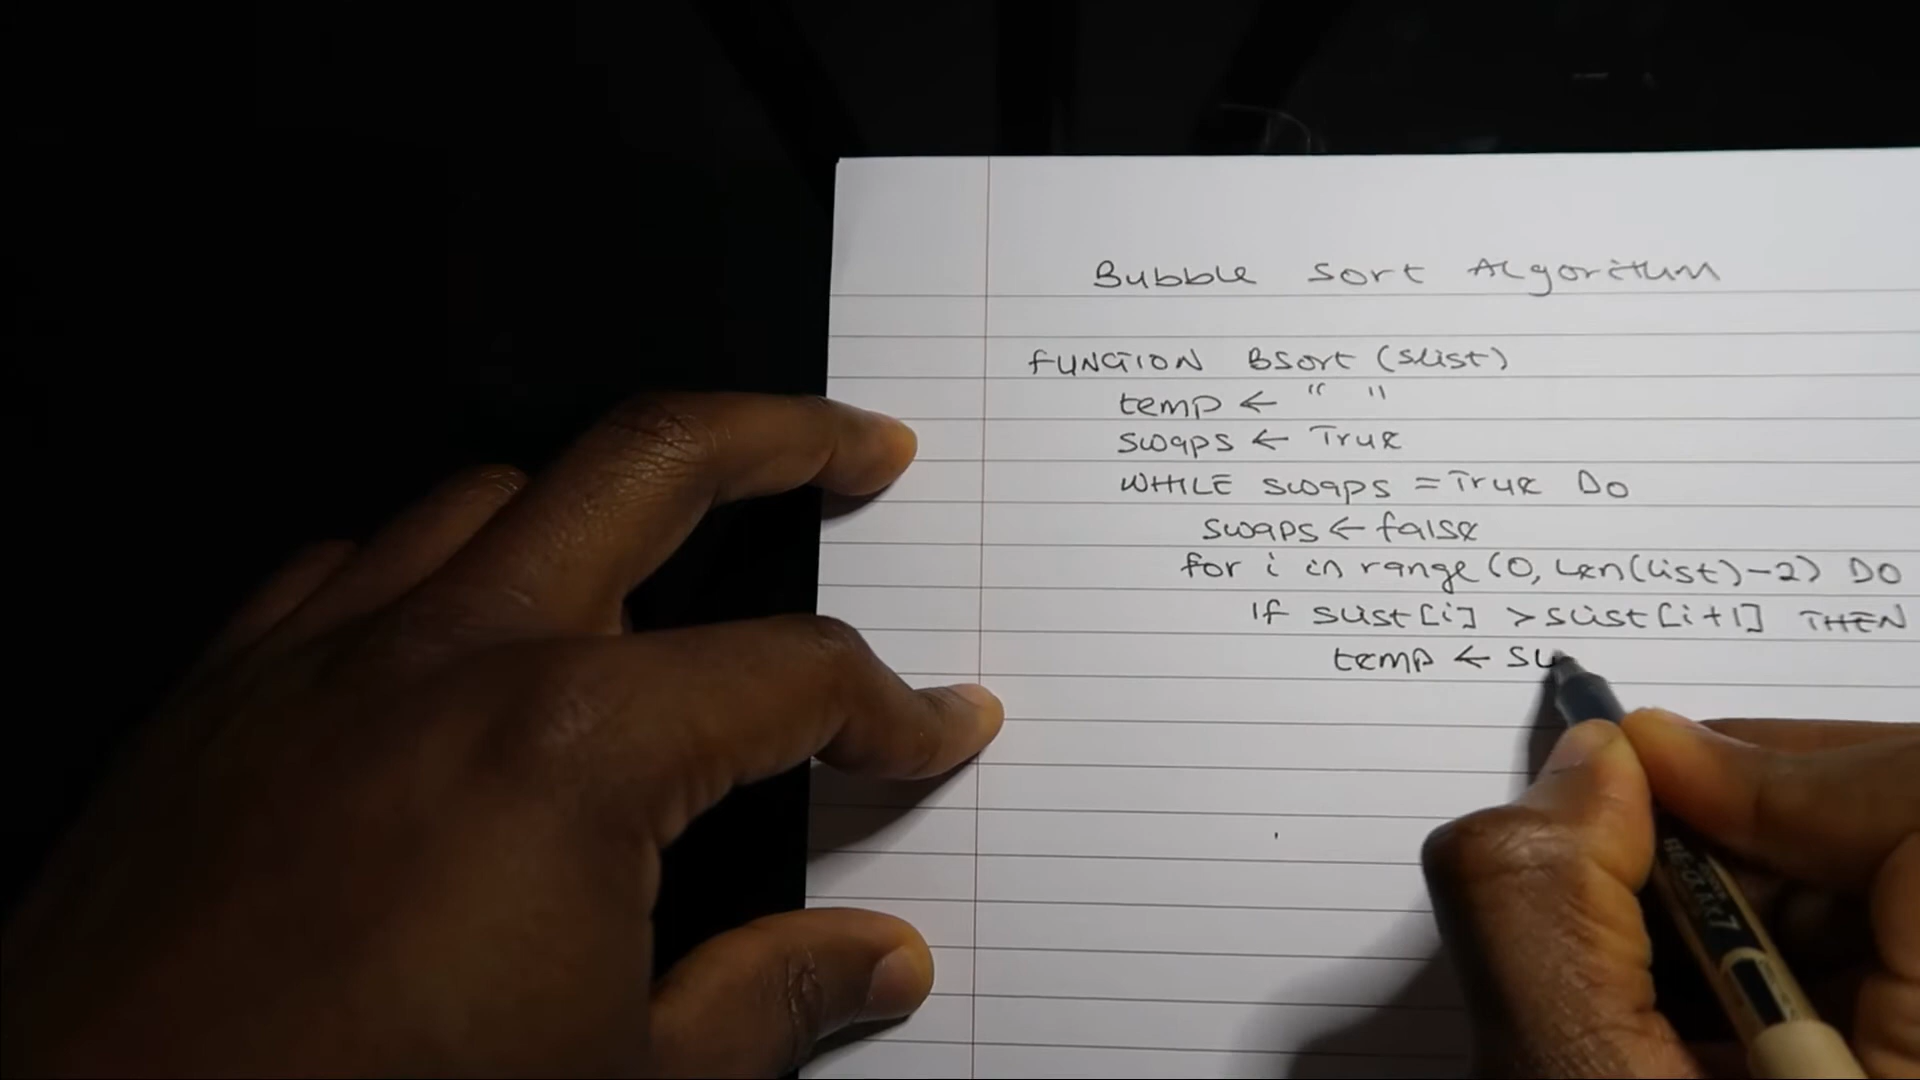 Bubble Sort Algorithm
FUNCTION BSort (slist)
temp ← " "
swaps ← True
WHILE swaps = True DO
swaps ← false
for i in range (0, len(list) - 2) DO
If slist [i] > slist [i + 1] THEN
temp ← sl